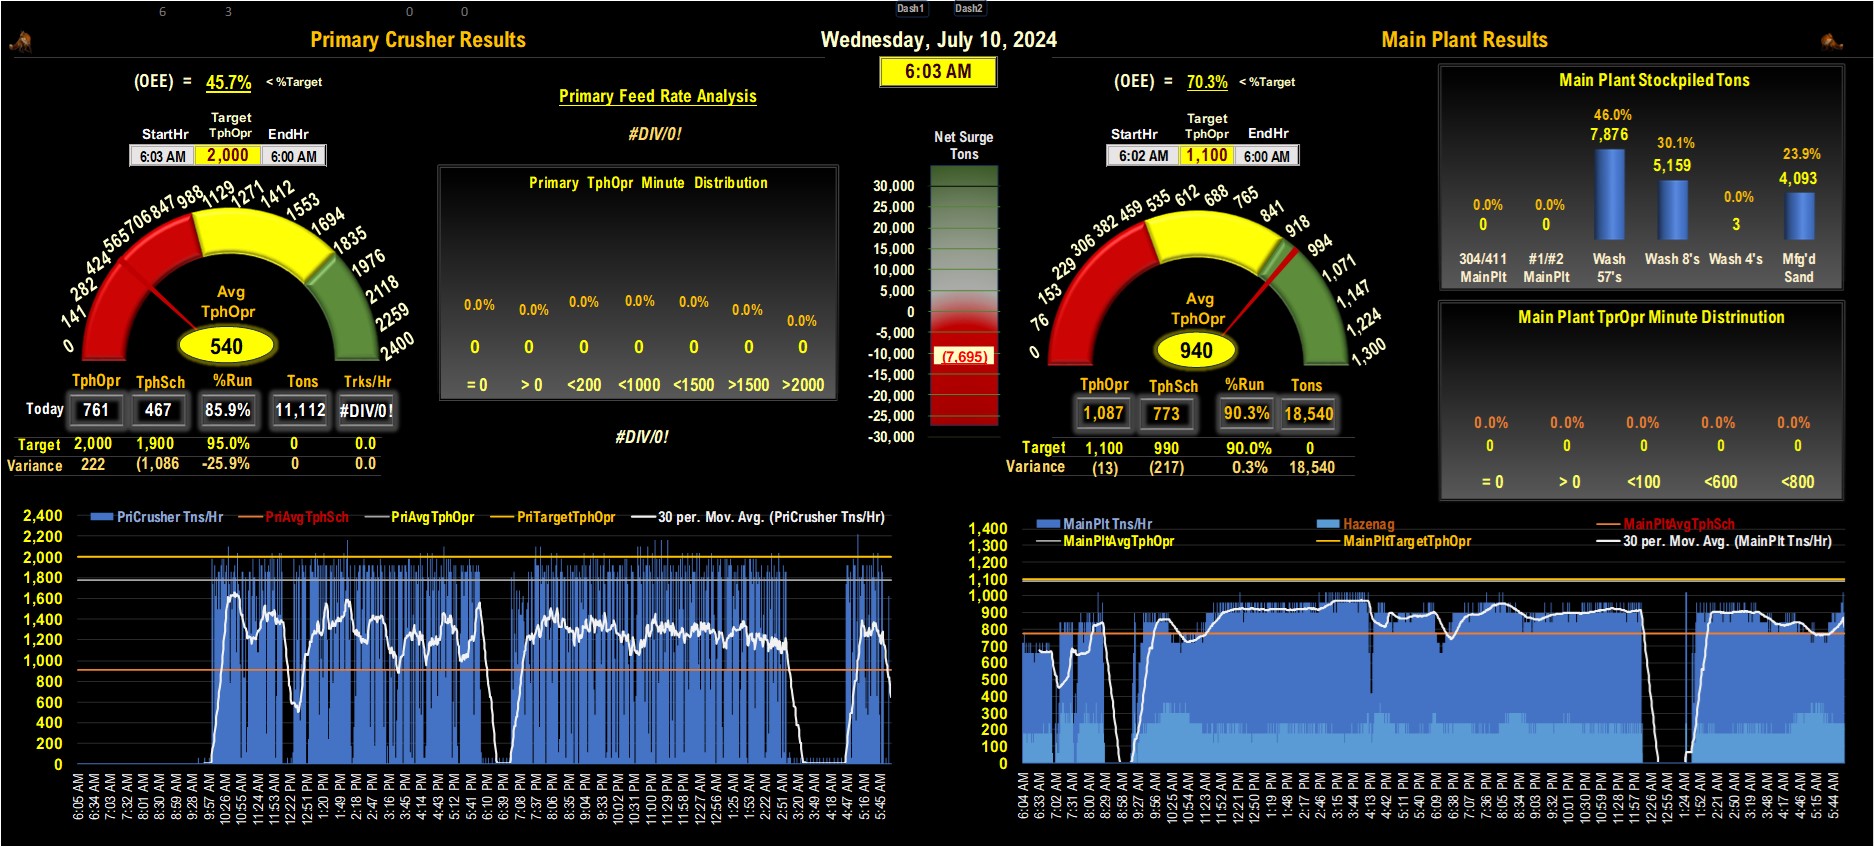 6 3 0 0 Dash1 Dash2
Primary Crusher Results Wednesday, July 10, 2024 Main Plant Results
6:03 AM
(OEE) = 45.7% < %Target
Primary Feed Rate Analysis
#DIV/0!
Target
StartHr TphOpr EndHr
6:03 AM 2,000 6:00 AM
0 141 282 424 565 706 847 988 1129 1271 1412 1553 1694 1835 1976 2118 2259 2400
Avg
TphOpr
540
TphOpr TphSch %Run Tons Trks/Hr
Today 761 467 85.9% 11,112 #DIV/0!
Target 2,000 1,900 95.0% 0 0.0
Variance 222 (1,086 -25.9% 0 0.0
Primary TphOpr Minute Distribution
0.0% 0.0% 0.0% 0.0% 0.0% 0.0% 0.0%
0 0 0 0 0 0 0
= 0 > 0 <200 <1000 <1500 >1500 >2000
#DIV/0!
Net Surge
Tons
30,000
25,000
20,000
15,000
10,000
5,000
0
-5,000
-10,000
(7,695)
-15,000
-20,000
-25,000
-30,000
(OEE) = 70.3% < %Target
Target
StartHr TphOpr EndHr
6:02 AM 1,100 6:00 AM
0 76 153 229 306 382 459 535 612 688 765 841 918 994 1,071 1,147 1,224 1,300
Avg
TphOpr
940
TphOpr TphSch %Run Tons
1,087 773 90.3% 18,540
Target 1,100 990 90.0% 0
Variance (13) (217) 0.3% 18,540
Main Plant Stockpiled Tons
0.0% 0.0% 46.0% 30.1% 0.0% 23.9%
0 0 7,876 5,159 3 4,093
304/411 #1/#2 Wash Wash 8's Wash 4's Mfg'd
MainPlt MainPlt 57's Sand
Main Plant TprOpr Minute Distrinution
0.0% 0.0% 0.0% 0.0% 0.0%
0 0 0 0 0
= 0 > 0 <100 <600 <800
PriCrusher Tns/Hr PriAvgTphSch PriAvgTphOpr PriTargetTphOpr 30 per. Mov. Avg. (PriCrusher Tns/Hr)
2,400
2,200
2,000
1,800
1,600
1,400
1,200
1,000
800
600
400
200
0
6:05 AM 6:34 AM 7:03 AM 7:32 AM 8:01 AM 8:30 AM 8:59 AM 9:28 AM 9:57 AM 10:26 AM 10:55 AM 11:24 AM 11:53 AM 12:22 PM 12:51 PM 1:20 PM 1:49 PM 2:18 PM 2:47 PM 3:16 PM 3:45 PM 4:14 PM 4:43 PM 5:12 PM 5:41 PM 6:10 PM 6:39 PM 7:08 PM 7:37 PM 8:06 PM 8:35 PM 9:04 PM 9:33 PM 10:02 PM 10:31 PM 11:00 PM 11:29 PM 11:58 PM 12:27 AM 12:56 AM 1:25 AM 1:53 AM 2:22 AM 2:51 AM 3:20 AM 3:49 AM 4:18 AM 4:47 AM 5:16 AM 5:45 AM
MainPlt Tns/Hr Hazenag MainPltAvgTphSch
MainPltAvgTphOpr MainPltTargetTphOpr 30 per. Mov. Avg. (MainPlt Tns/Hr)
1,400
1,300
1,200
1,100
1,000
900
800
700
600
500
400
300
200
100
0
6:04 AM 6:33 AM 7:02 AM 7:31 AM 8:00 AM 8:29 AM 8:58 AM 9:27 AM 9:56 AM 10:25 AM 10:54 AM 11:23 AM 11:52 AM 12:21 PM 12:50 PM 1:19 PM 1:48 PM 2:17 PM 2:46 PM 3:15 PM 3:44 PM 4:13 PM 4:42 PM 5:11 PM 5:40 PM 6:09 PM 6:38 PM 7:07 PM 7:36 PM 8:05 PM 8:34 PM 9:03 PM 9:32 PM 10:01 PM 10:30 PM 10:59 PM 11:28 PM 11:57 PM 12:26 AM 12:55 AM 1:24 AM 1:52 AM 2:21 AM 2:50 AM 3:19 AM 3:48 AM 4:17 AM 4:46 AM 5:15 AM 5:44 AM